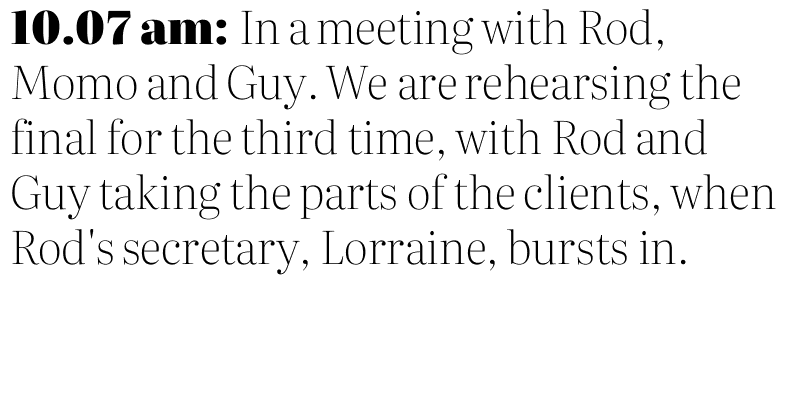 10.07 am: In a meeting with Rod,
Momo and Guy. We are rehearsing the
final for the third time, with Rod and
Guy taking the parts of the clients, when
Rod's secretary, Lorraine, bursts in.